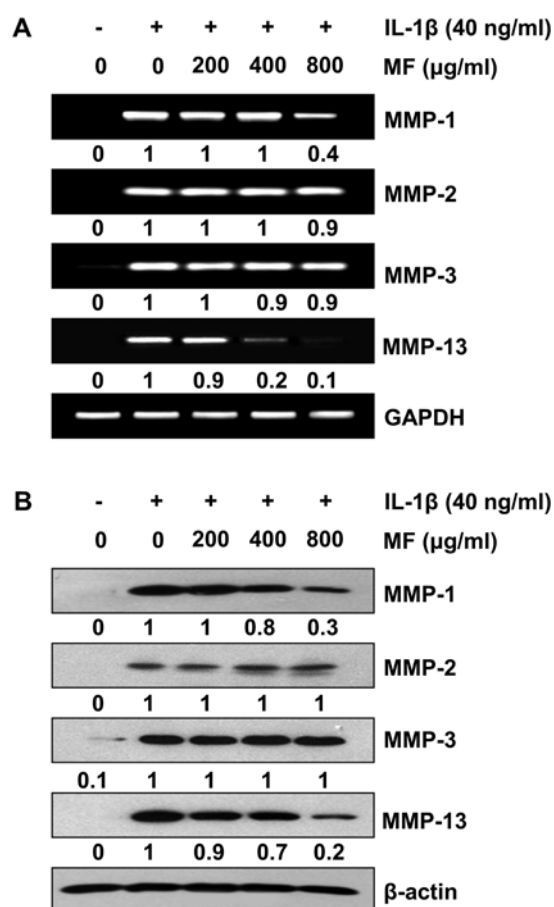 A - + + + + IL-1β (40 ng/ml)
0 0 200 400 800 MF (μg/ml)
MMP-1
0 1 1 1 0.4
MMP-2
0 1 1 1 0.9
MMP-3
0 1 1 0.9 0.9
MMP-13
0 1 0.9 0.2 0.1
GAPDH
B - + + + + IL-1β (40 ng/ml)
0 0 200 400 800 MF (μg/ml)
MMP-1
0 1 1 0.8 0.3
MMP-2
0 1 1 1 1
MMP-3
0.1 1 1 1 1
MMP-13
0 1 0.9 0.7 0.2
β-actin